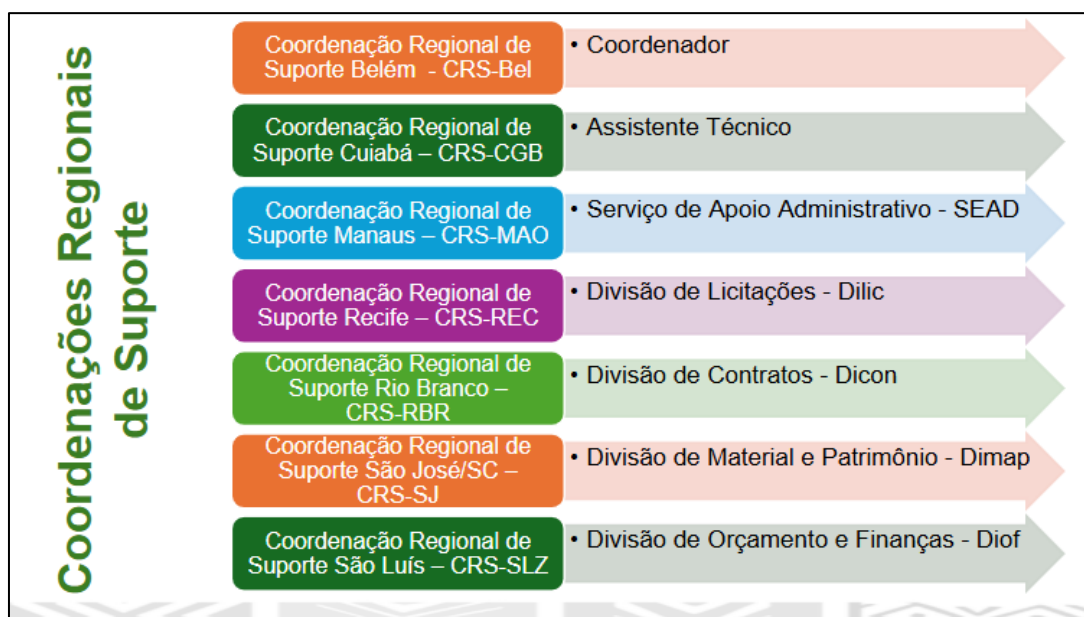 Coordenações Regionais
de Suporte
Coordenação Regional de
Suporte Belém - CRS-Bel
• Coordenador
Coordenação Regional de
Suporte Cuiabá – CRS-CGB
• Assistente Técnico
Coordenação Regional de
Suporte Manaus – CRS-MAO
• Serviço de Apoio Administrativo - SEAD
Coordenação Regional de
Suporte Recife – CRS-REC
• Divisão de Licitações - Dilic
Coordenação Regional de
Suporte Rio Branco –
CRS-RBR
• Divisão de Contratos - Dicon
Coordenação Regional de
Suporte São José/SC –
CRS-SJ
• Divisão de Material e Patrimônio - Dimap
Coordenação Regional de
Suporte São Luís – CRS-SLZ
• Divisão de Orçamento e Finanças - Diof